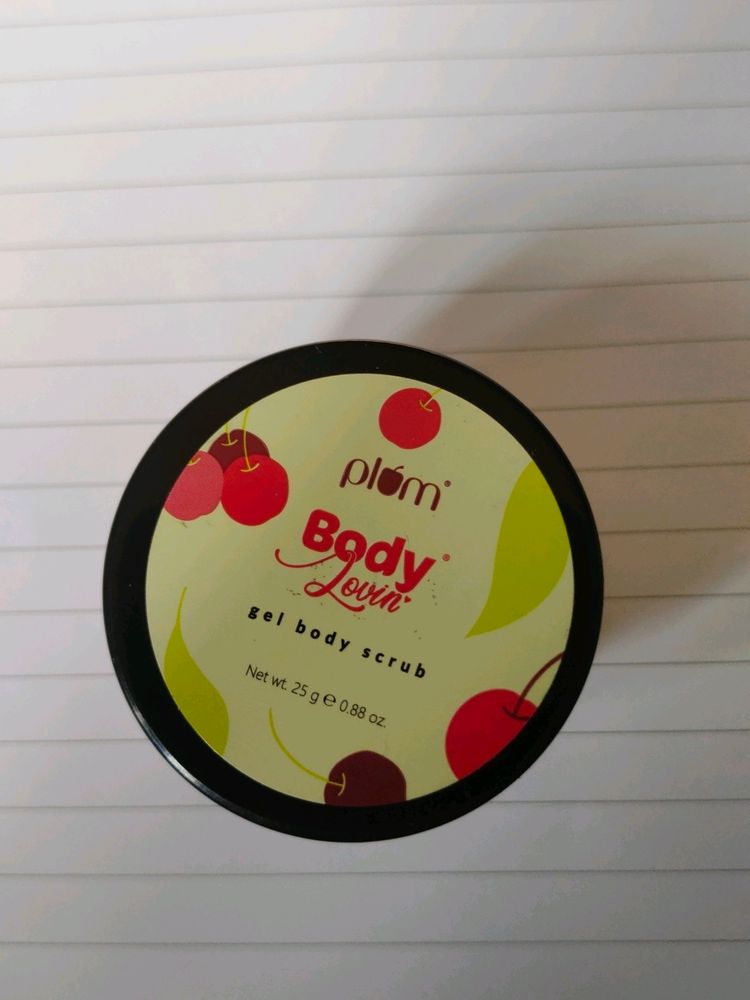 plum®
Body®
Lovin'
gel body scrub
Net wt. 25 g ℮ 0.88 oz.